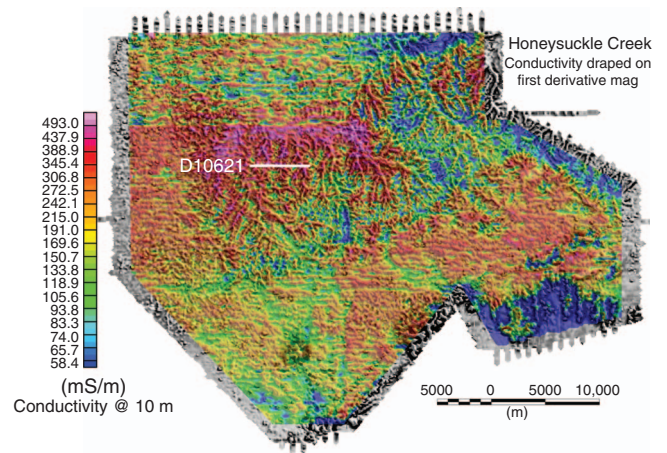 Honeysuckle Creek
Conductivity draped on
first derivative mag
D10621
493.0
437.9
388.9
345.4
306.8
272.5
242.1
215.0
191.0
169.6
150.7
133.8
118.9
105.6
93.8
83.3
74.0
65.7
58.4
(mS/m)
Conductivity @ 10 m
5000 0 5000 10,000
(m)